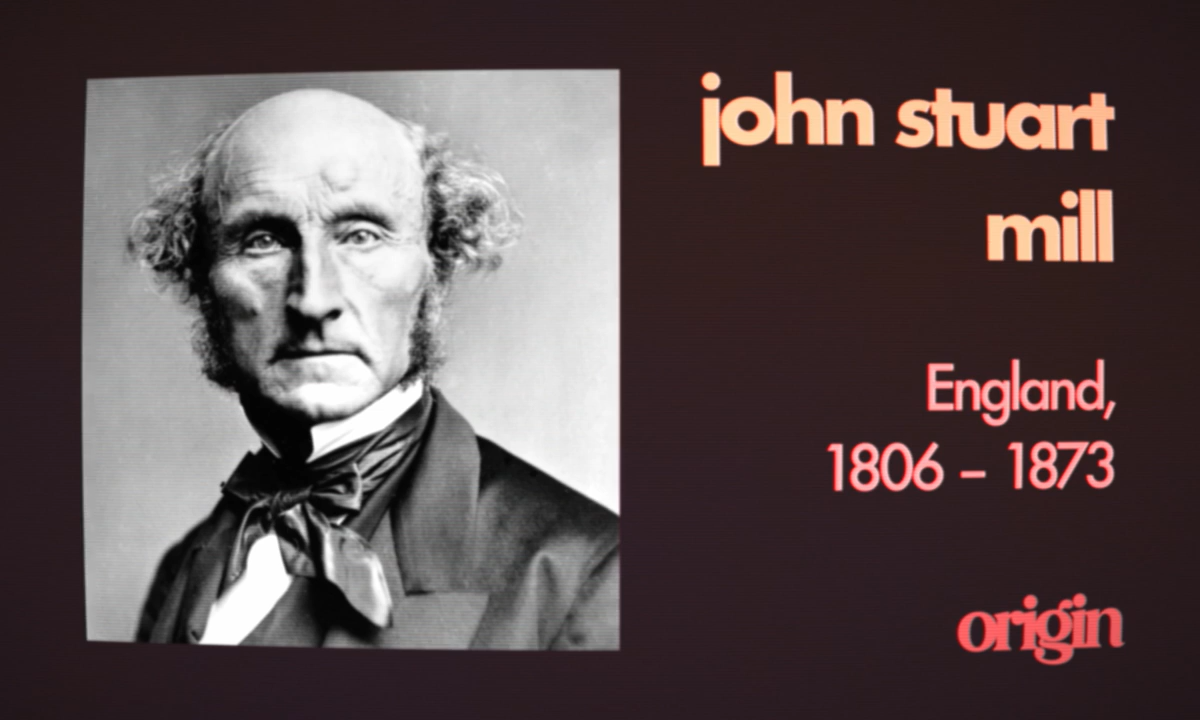 john stuart
mill
England,
1806 – 1873
origin